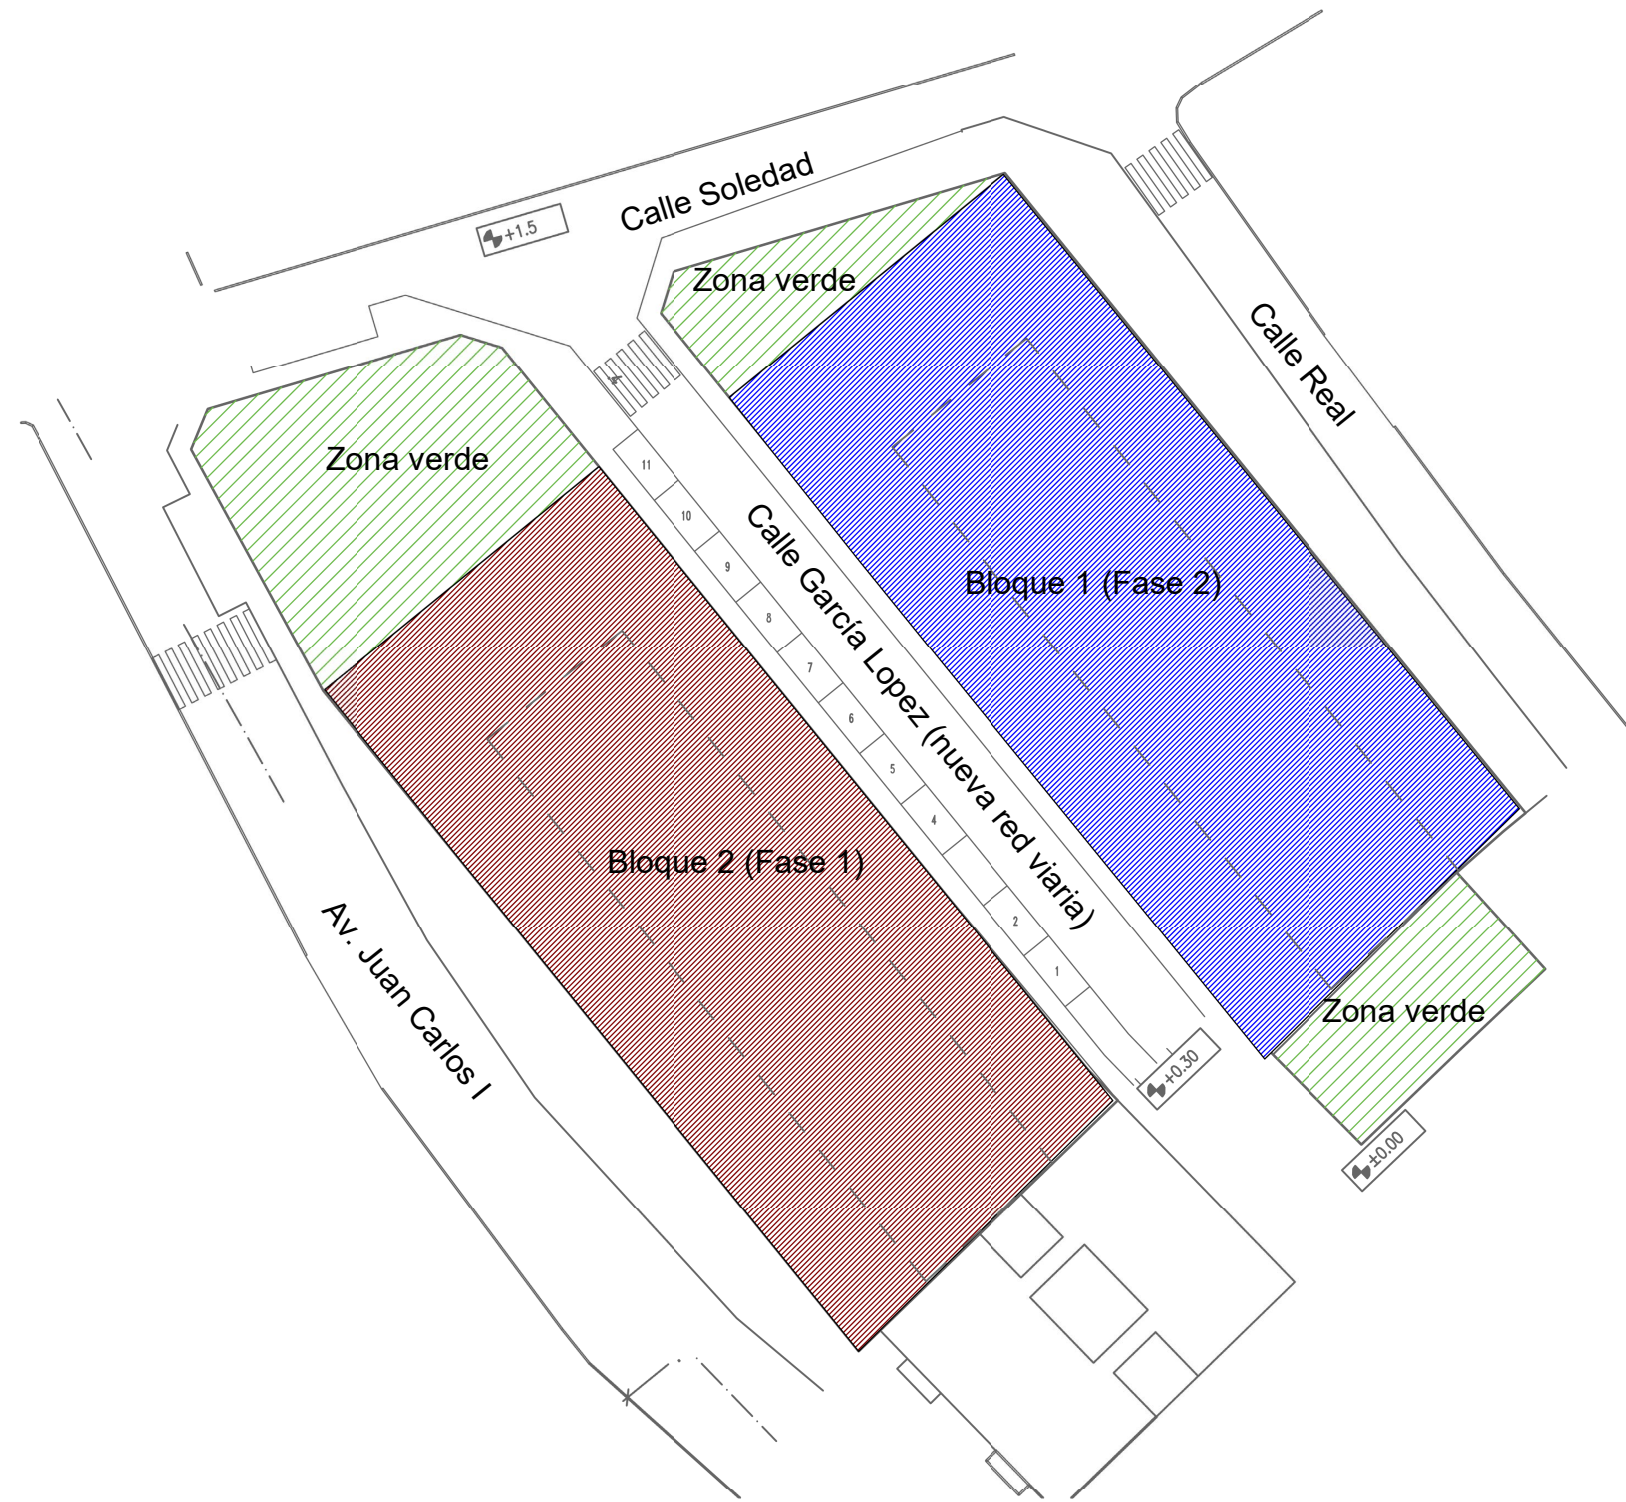 Calle Soledad
+1.5
Zona verde
Calle Real
Zona verde
11
10
9
8
7
6
5
4
2
1
Calle García Lopez (nueva red viaria)
Bloque 1 (Fase 2)
Bloque 2 (Fase 1)
Av. Juan Carlos I
Zona verde
+0.30
±0.00